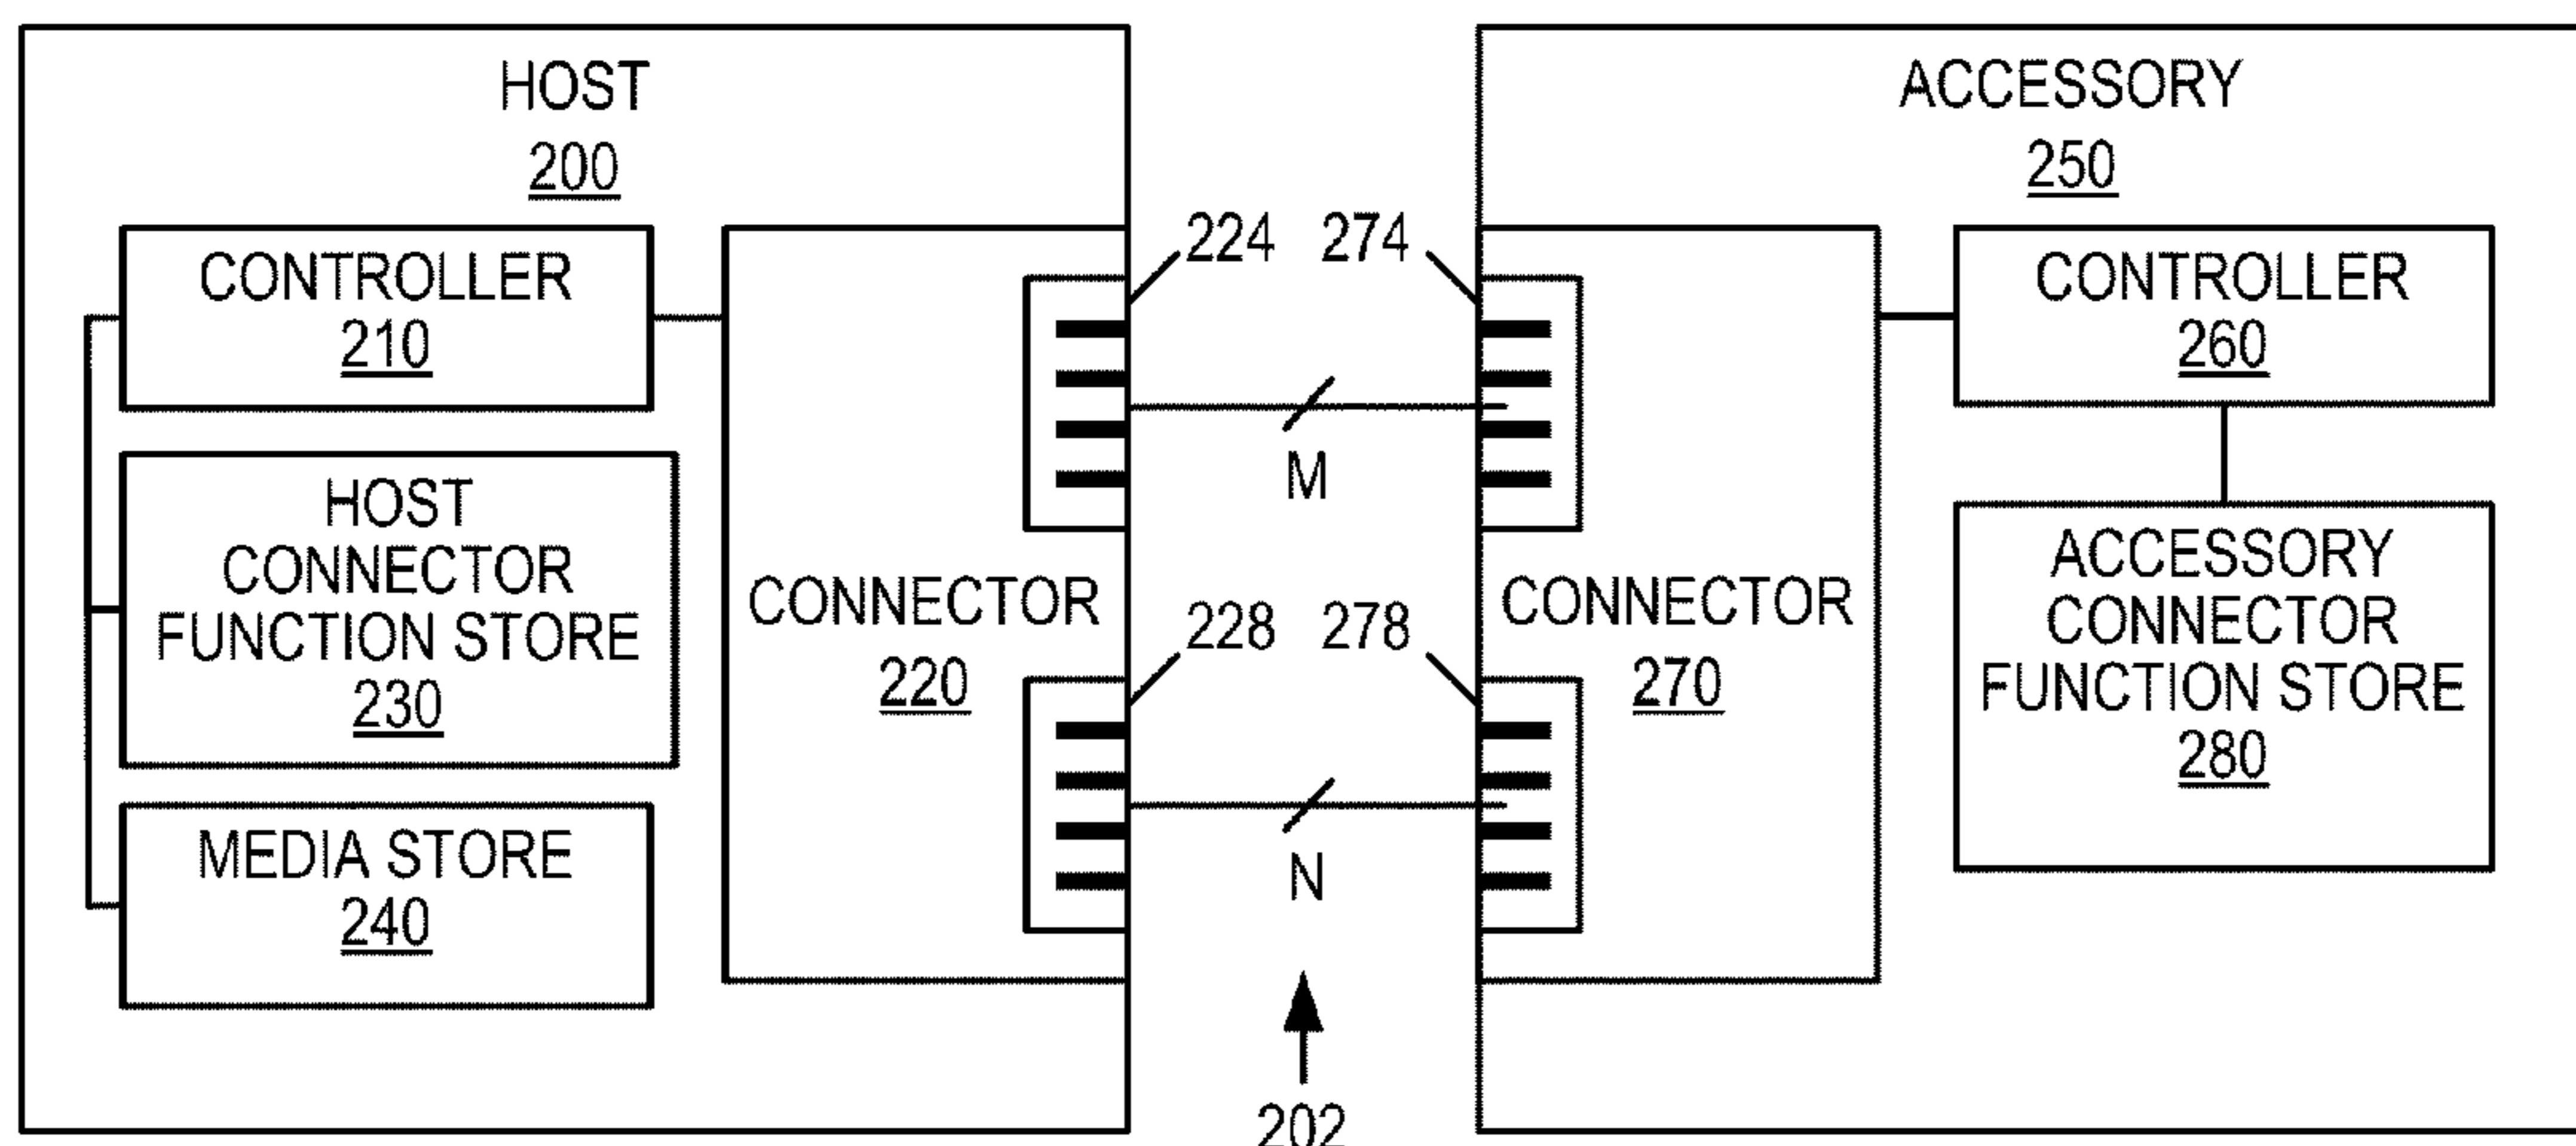 HOST
200
CONTROLLER
210
HOST
CONNECTOR
FUNCTION STORE
230
MEDIA STORE
240
CONNECTOR
220
224
228
M
N
202
274
278
ACCESSORY
250
CONNECTOR
270
CONTROLLER
260
ACCESSORY
CONNECTOR
FUNCTION STORE
280